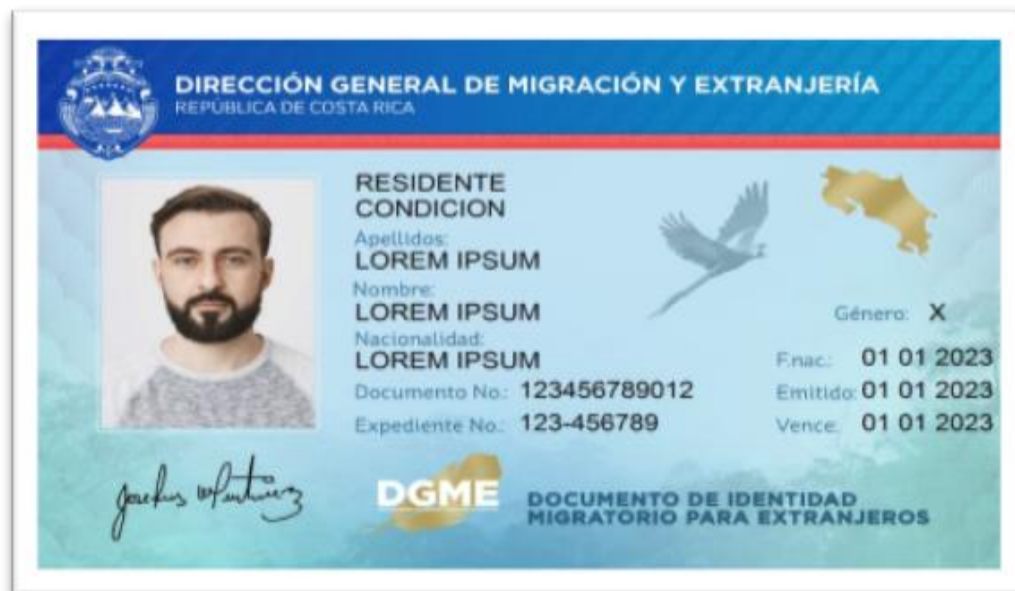 DIRECCIÓN GENERAL DE MIGRACIÓN Y EXTRANJERÍA
REPÚBLICA DE COSTA RICA
RESIDENTE
CONDICION
Apellidos:
LOREM IPSUM
Nombre:
LOREM IPSUM
Género: X
Nacionalidad:
LOREM IPSUM
F.nac.: 01 01 2023
Documento No.: 123456789012
Emitido: 01 01 2023
Expediente No.: 123-456789
Vence: 01 01 2023
DGME
DOCUMENTO DE IDENTIDAD
MIGRATORIO PARA EXTRANJEROS